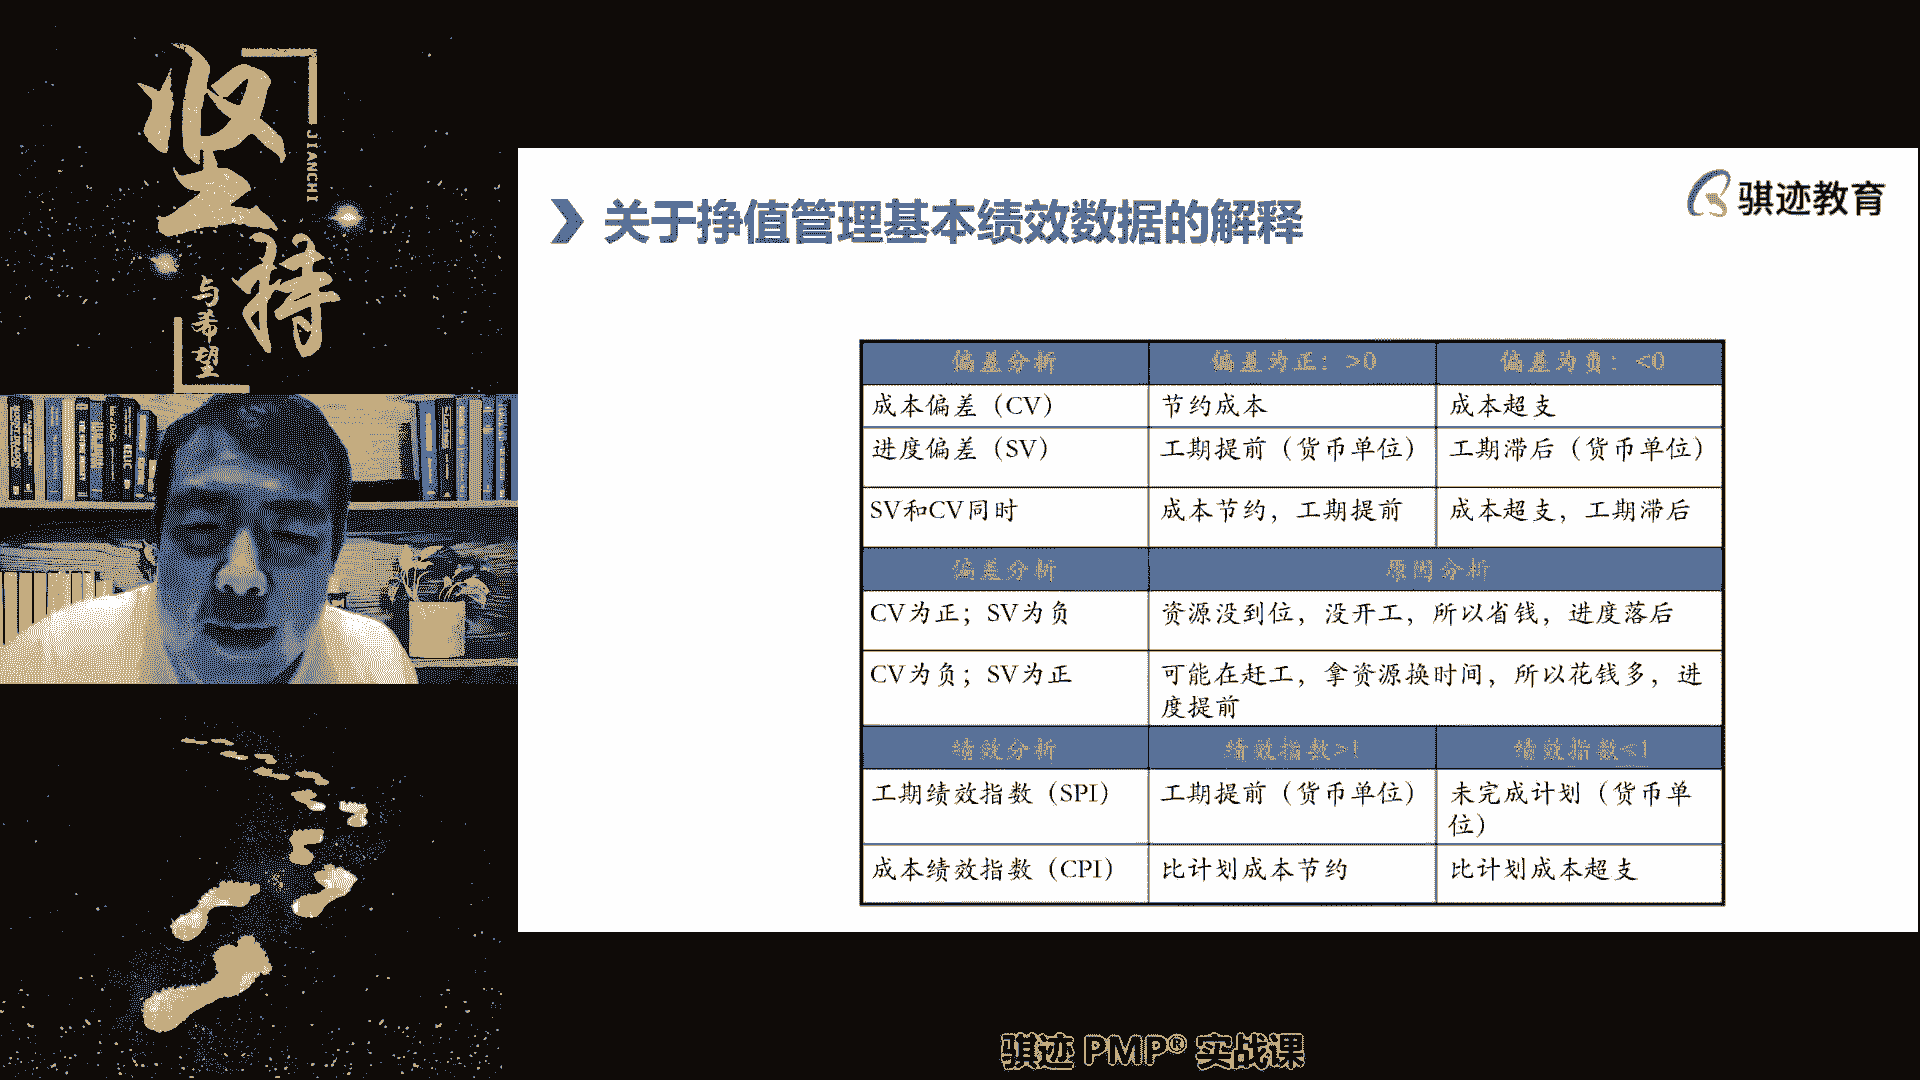 坚持
JIANCHI
与希望
关于挣值管理基本绩效数据的解释
骐迹教育
偏差分析 偏差为正：>0 偏差为负：<0
成本偏差（CV） 节约成本 成本超支
进度偏差（SV） 工期提前（货币单位） 工期滞后（货币单位）
SV和CV同时 成本节约，工期提前 成本超支，工期滞后
偏差分析 原因分析
CV为正；SV为负 资源没到位，没开工，所以省钱，进度落后
CV为负；SV为正 可能在赶工，拿资源换时间，所以花钱多，进
度提前
绩效分析 绩效指数>1 绩效指数<1
工期绩效指数（SPI） 工期提前（货币单位） 未完成计划（货币单
位）
成本绩效指数（CPI） 比计划成本节约 比计划成本超支
骐迹 PMP® 实战课